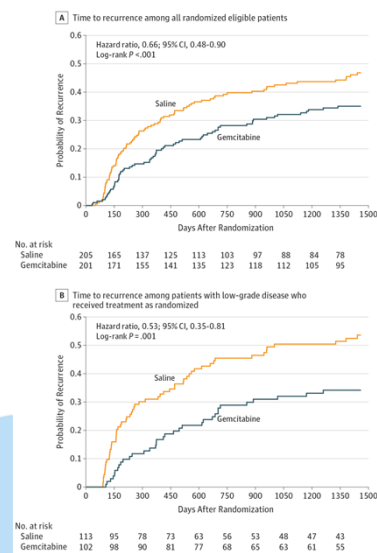 A Time to recurrence among all randomized eligible patients
0.6
Hazard ratio, 0.66; 95% CI, 0.48-0.90
Log-rank P <.001
0.5
0.4
0.3
0.2
0.1
0
Probability of Recurrence
Saline
Gemcitabine
0 150 300 450 600 750 900 1050 1200 1350 1500
Days After Randomization
No. at risk
Saline 205 165 137 125 113 103 97 88 84 78
Gemcitabine 201 171 155 141 135 123 118 112 105 95
B Time to recurrence among patients with low-grade disease who
received treatment as randomized
0.6
Hazard ratio, 0.53; 95% CI, 0.35-0.81
Log-rank P = .001
0.5
0.4
0.3
0.2
0.1
0
Probability of Recurrence
Saline
Gemcitabine
0 150 300 450 600 750 900 1050 1200 1350 1500
Days After Randomization
No. at risk
Saline 113 95 78 73 63 56 53 48 47 43
Gemcitabine 102 98 90 81 77 68 65 63 61 55